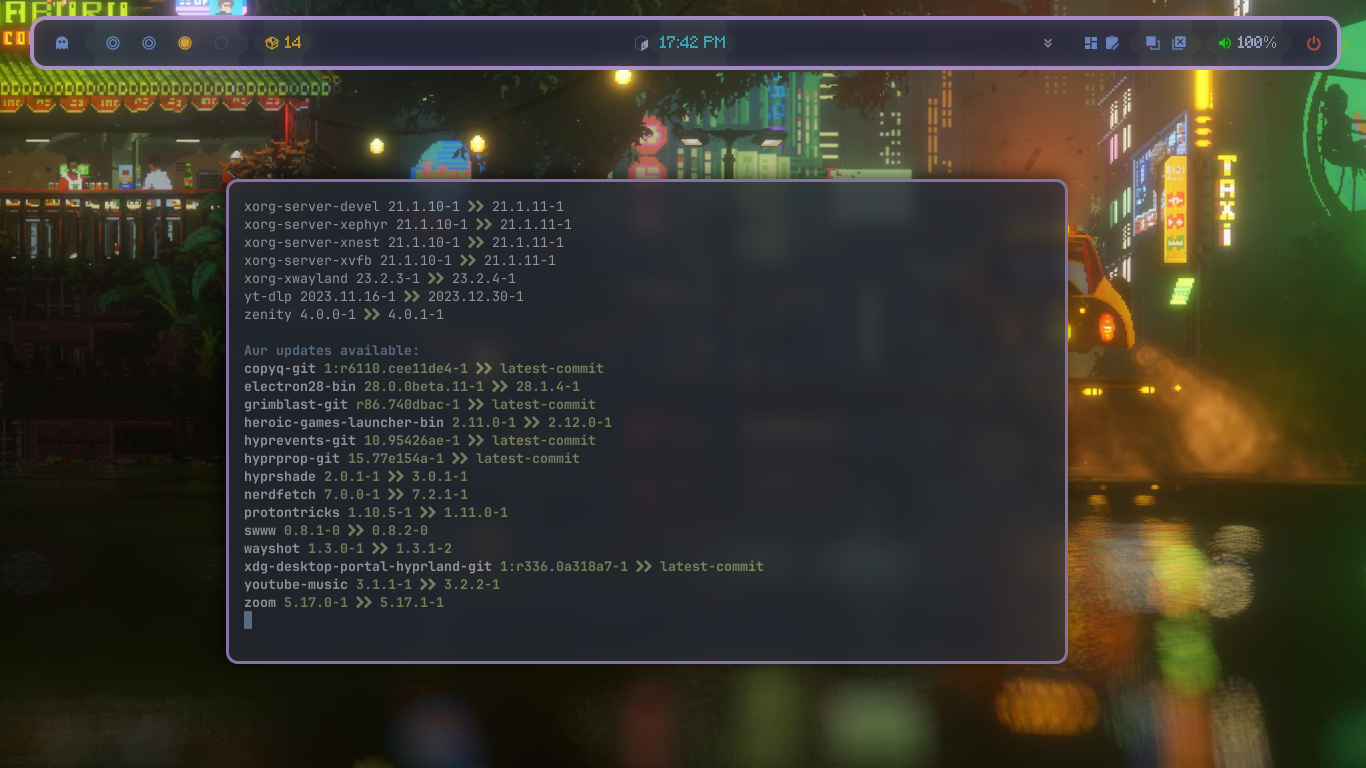 ABURU
CO
14
17:42 PM
100%
TAXi
xorg-server-devel 21.1.10-1 >> 21.1.11-1
xorg-server-xephyr 21.1.10-1 >> 21.1.11-1
xorg-server-xnest 21.1.10-1 >> 21.1.11-1
xorg-server-xvfb 21.1.10-1 >> 21.1.11-1
xorg-xwayland 23.2.3-1 >> 23.2.4-1
yt-dlp 2023.11.16-1 >> 2023.12.30-1
zenity 4.0.0-1 >> 4.0.1-1
Aur updates available:
copyq-git 1:r6110.cee11de4-1 >> latest-commit
electron28-bin 28.0.0beta.11-1 >> 28.1.4-1
grimblast-git r86.740dbac-1 >> latest-commit
heroic-games-launcher-bin 2.11.0-1 >> 2.12.0-1
hyprevents-git 10.95426ae-1 >> latest-commit
hyprprop-git 15.77e154a-1 >> latest-commit
hyprshade 2.0.1-1 >> 3.0.1-1
nerdfetch 7.0.0-1 >> 7.2.1-1
protontricks 1.10.5-1 >> 1.11.0-1
swww 0.8.1-0 >> 0.8.2-0
wayshot 1.3.0-1 >> 1.3.1-2
xdg-desktop-portal-hyprland-git 1:r336.0a318a7-1 >> latest-commit
youtube-music 3.1.1-1 >> 3.2.2-1
zoom 5.17.0-1 >> 5.17.1-1